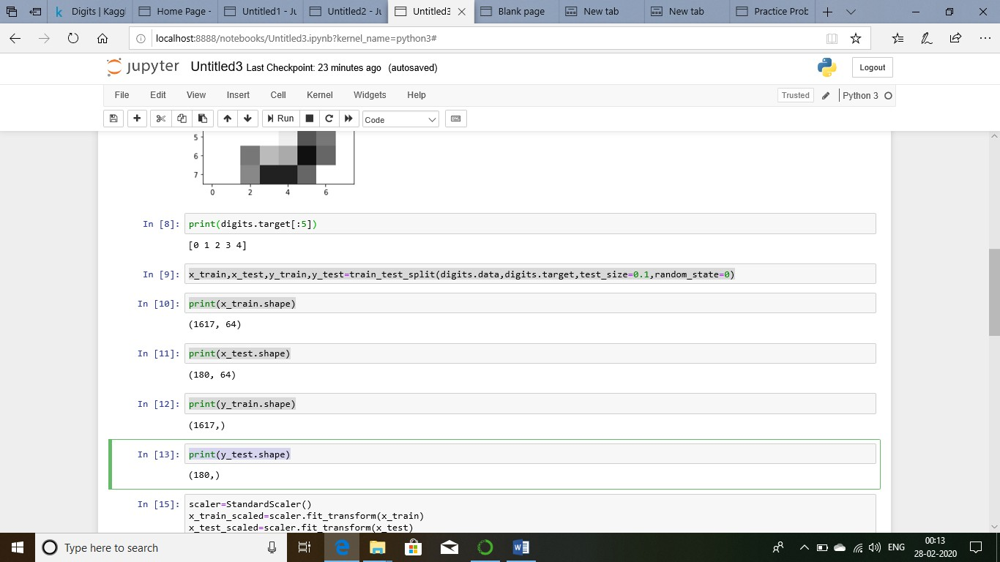 Digits | Kaggl
Home Page -
Untitled1 - Ju
Untitled2 - Ju
Untitled3
Blank page
New tab
New tab
Practice Prob
localhost:8888/notebooks/Untitled3.ipynb?kernel_name=python3#
jupyter Untitled3 Last Checkpoint: 23 minutes ago (autosaved)
Logout
File Edit View Insert Cell Kernel Widgets Help
Trusted Python 3
Run Code
5
6
7
0 2 4 6
In [8]: print(digits.target[:5])
[0 1 2 3 4]
In [9]: x_train,x_test,y_train,y_test=train_test_split(digits.data,digits.target,test_size=0.1,random_state=0)
In [10]: print(x_train.shape)
(1617, 64)
In [11]: print(x_test.shape)
(180, 64)
In [12]: print(y_train.shape)
(1617,)
In [13]: print(y_test.shape)
(180,)
In [15]: scaler=StandardScaler()
x_train_scaled=scaler.fit_transform(x_train)
x_test_scaled=scaler.fit_transform(x_test)
Type here to search
ENG
00:13
28-02-2020